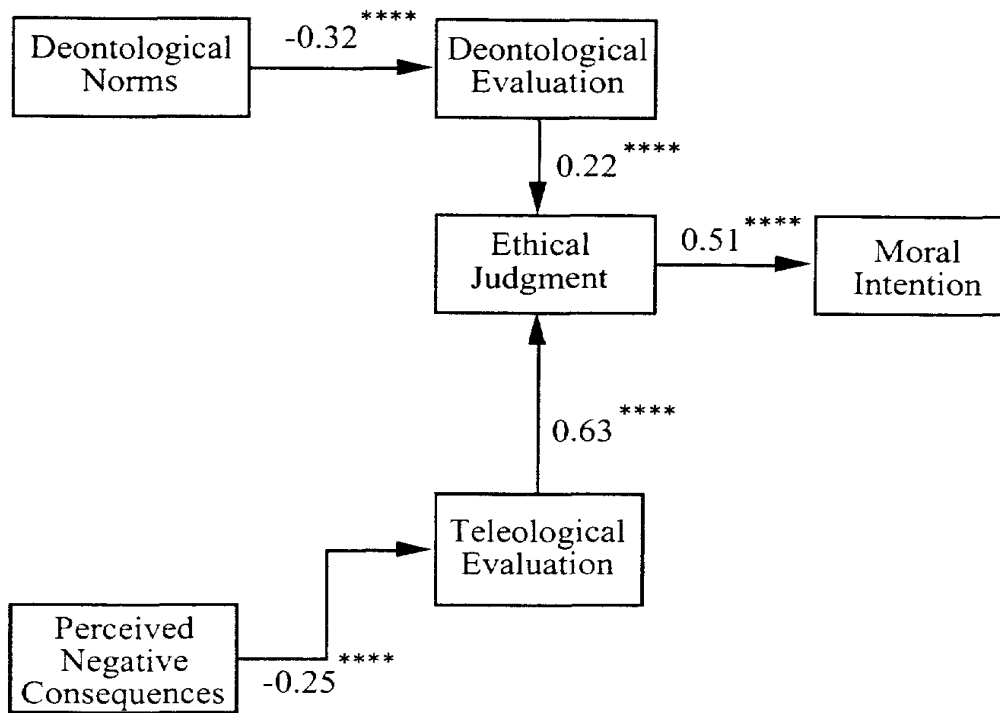 Deontological
Norms
-0.32****
Deontological
Evaluation
0.22****
Ethical
Judgment
0.51****
Moral
Intention
0.63****
Teleological
Evaluation
Perceived
Negative
Consequences
-0.25****